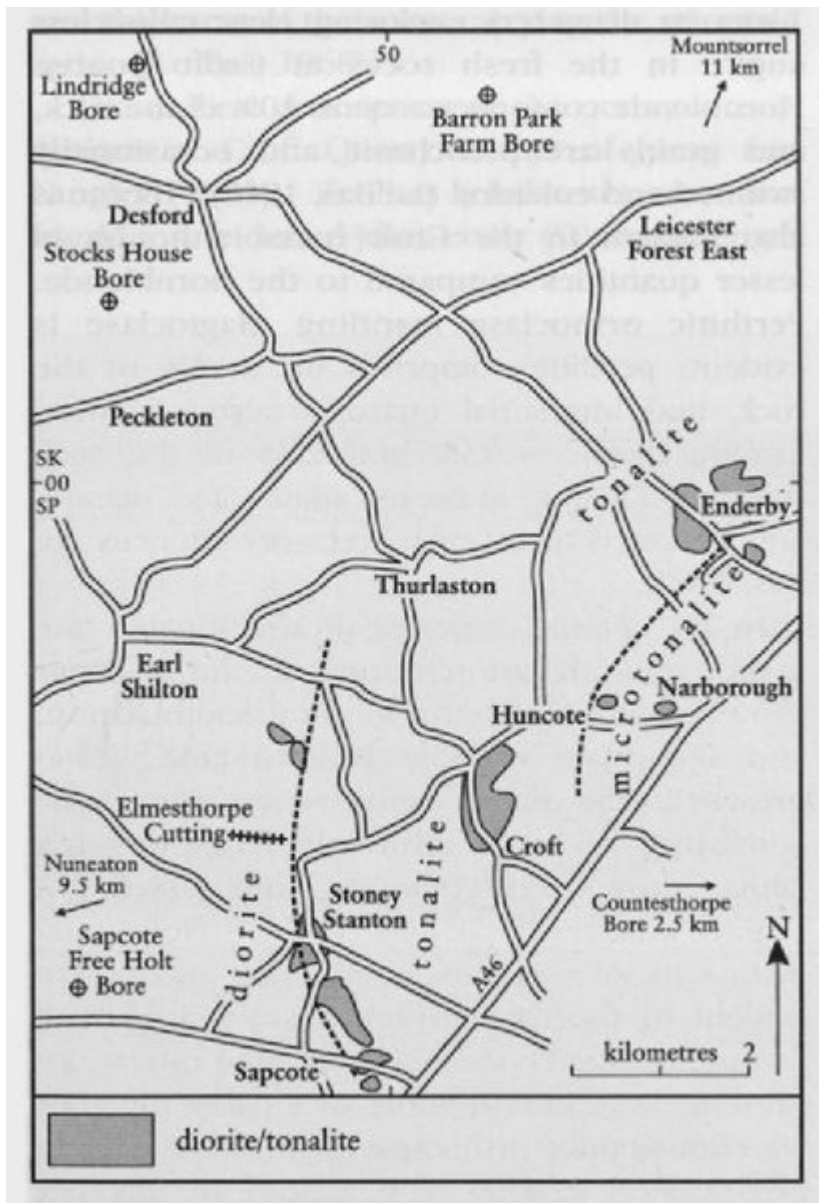 50
Mountsorrel
11 km
Lindridge
Bore
Barron Park
Farm Bore
Desford
Stocks House
Bore
Leicester
Forest East
Peckleton
tonalite
SK
00
SP
Enderby
Thurlaston
microtonalite
Earl
Shilton
Narborough
Huncote
Elmesthorpe
Cutting
Croft
Nuneaton
9.5 km
diorite
Stoney
Stanton
tonalite
Countesthorpe
Bore 2.5 km
Sapcote
Free Holt
Bore
N
A46
kilometres 2
Sapcote
diorite/tonalite